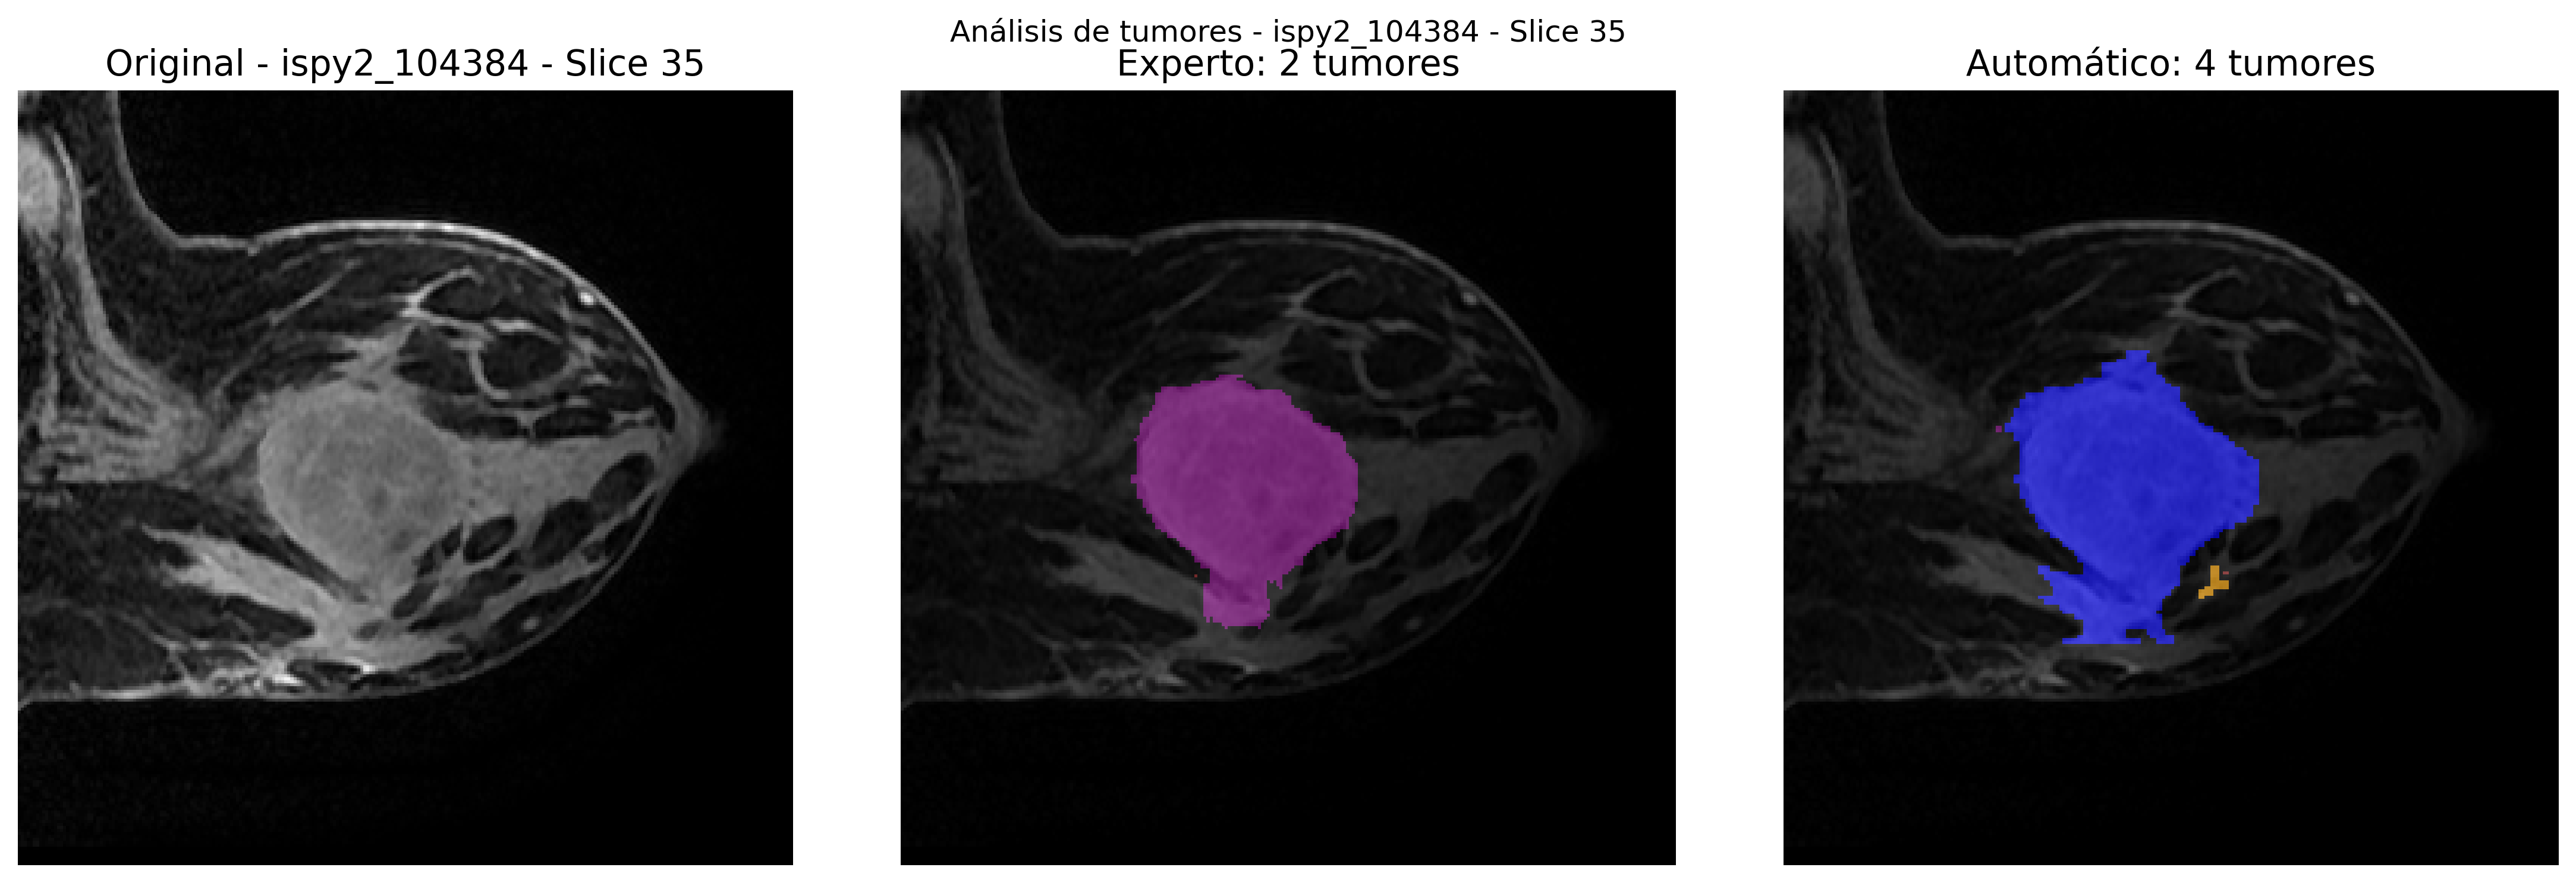 Análisis de tumores - ispy2_104384 - Slice 35
Original - ispy2_104384 - Slice 35
Experto: 2 tumores
Automático: 4 tumores